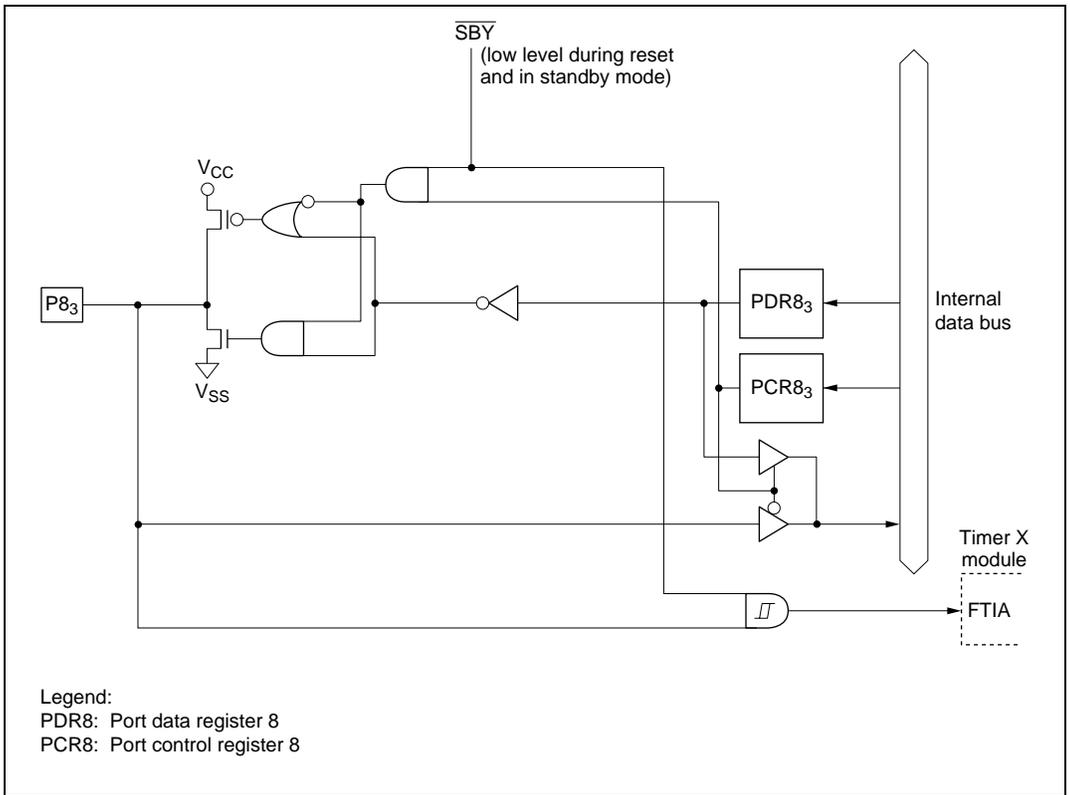 SBY
(low level during reset
and in standby mode)
VCC
P83
PDR83
Internal
data bus
VSS
PCR83
Timer X
module
FTIA
Legend:
PDR8: Port data register 8
PCR8: Port control register 8